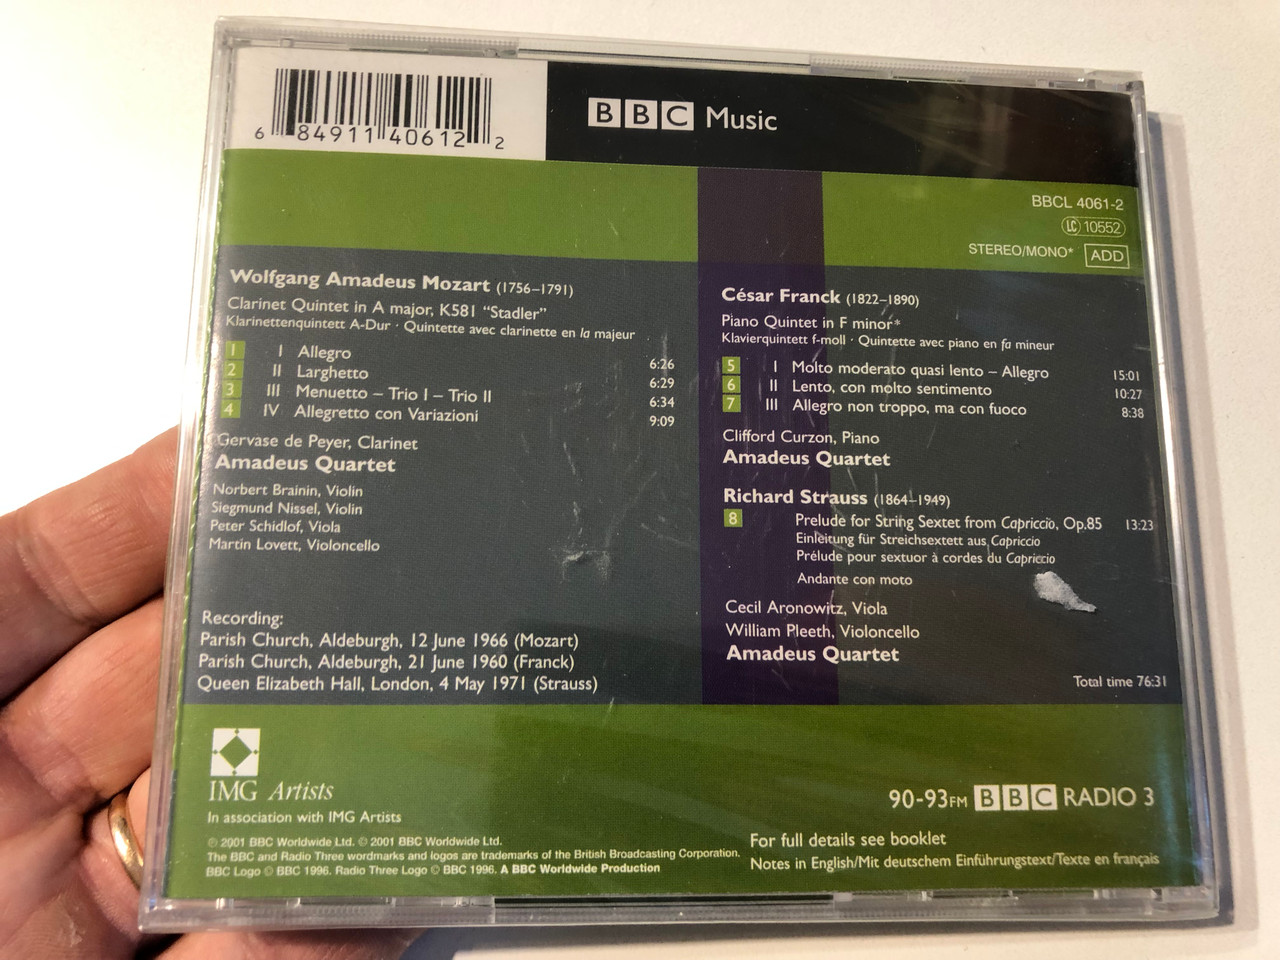 6 84911 40612 2
BBC Music
BBCL 4061-2
LC 10552
STEREO/MONO* ADD
Wolfgang Amadeus Mozart (1756–1791)
Clarinet Quintet in A major, K581 “Stadler”
Klarinettenquintett A-Dur · Quintette avec clarinette en la majeur
1 I Allegro 6:26
2 II Larghetto 6:29
3 III Menuetto – Trio I – Trio II 6:34
4 IV Allegretto con Variazioni 9:09
Gervase de Peyer, Clarinet
Amadeus Quartet
Norbert Brainin, Violin
Siegmund Nissel, Violin
Peter Schidlof, Viola
Martin Lovett, Violoncello
Recording:
Parish Church, Aldeburgh, 12 June 1966 (Mozart)
Parish Church, Aldeburgh, 21 June 1960 (Franck)
Queen Elizabeth Hall, London, 4 May 1971 (Strauss)
César Franck (1822–1890)
Piano Quintet in F minor*
Klavierquintett f-moll · Quintette avec piano en fa mineur
5 I Molto moderato quasi lento – Allegro 15:01
6 II Lento, con molto sentimento 10:27
7 III Allegro non troppo, ma con fuoco 8:38
Clifford Curzon, Piano
Amadeus Quartet
Richard Strauss (1864–1949)
8 Prelude for String Sextet from Capriccio, Op.85 13:23
Einleitung für Streichsextett aus Capriccio
Prélude pour sextuor à cordes du Capriccio
Andante con moto
Cecil Aronowitz, Viola
William Pleeth, Violoncello
Amadeus Quartet
Total time 76:31
IMG Artists
In association with IMG Artists
℗ 2001 BBC Worldwide Ltd. © 2001 BBC Worldwide Ltd.
The BBC and Radio Three wordmarks and logos are trademarks of the British Broadcasting Corporation.
BBC Logo © BBC 1996. Radio Three Logo © BBC 1996. A BBC Worldwide Production
90-93FM BBC RADIO 3
For full details see booklet
Notes in English/Mit deutschem Einführungstext/Texte en français